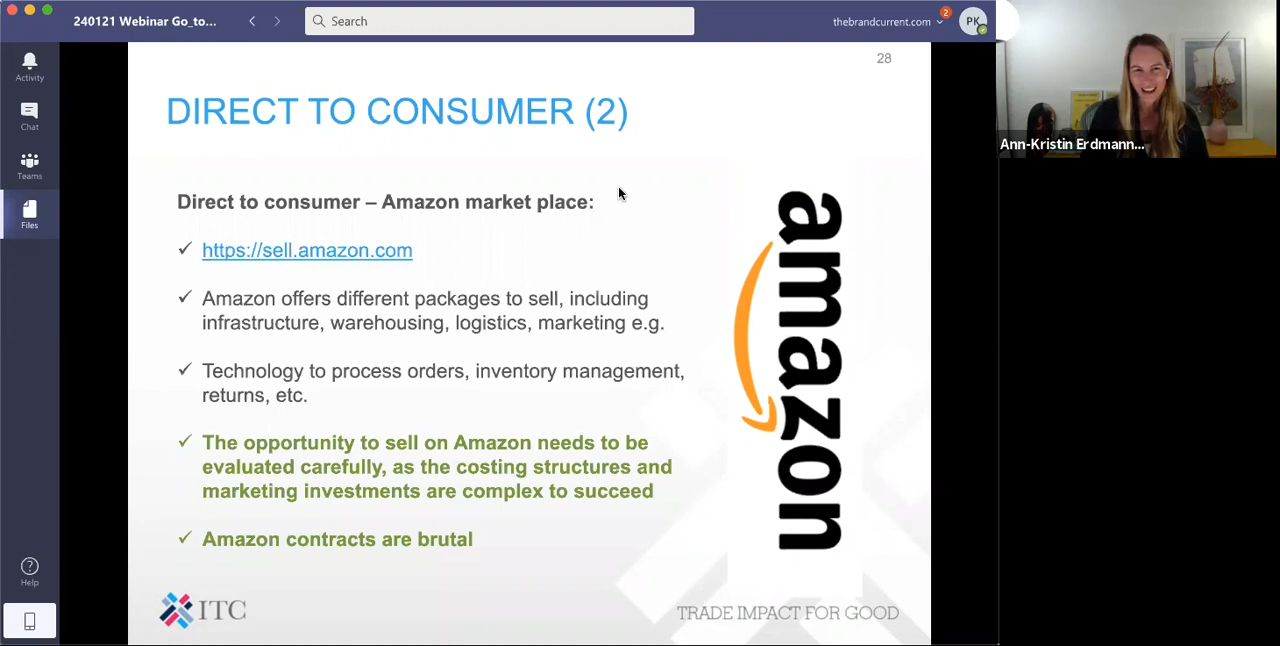 240121 Webinar Go_to...
Search
thebrandcurrent.com
2
PK
Activity
Chat
Teams
Files
Help
28
DIRECT TO CONSUMER (2)
Direct to consumer – Amazon market place:
✓ https://sell.amazon.com
✓ Amazon offers different packages to sell, including
infrastructure, warehousing, logistics, marketing e.g.
✓ Technology to process orders, inventory management,
returns, etc.
✓ The opportunity to sell on Amazon needs to be
evaluated carefully, as the costing structures and
marketing investments are complex to succeed
✓ Amazon contracts are brutal
amazon
ITC
TRADE IMPACT FOR GOOD
Ann-Kristin Erdmann...